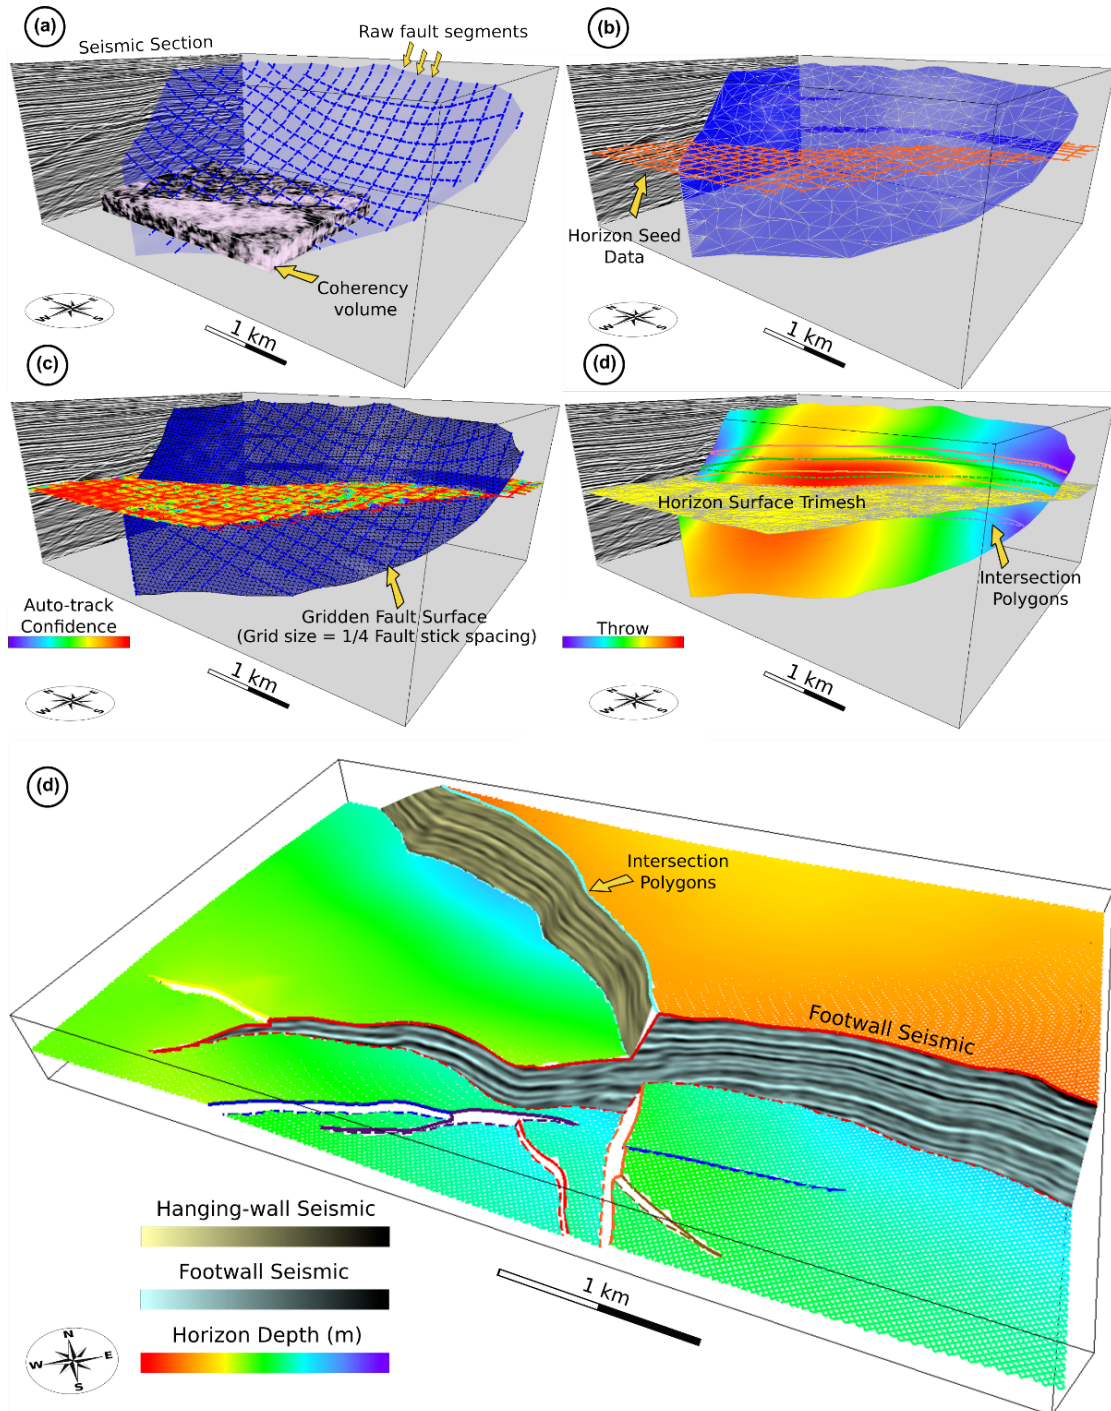 (a)
Seismic Section
Raw fault segments
Coherency
volume
N E
W S
1 km
(b)
Horizon Seed
Data
N E
W S
1 km
(c)
Auto-track
Confidence
Gridden Fault Surface
(Grid size = 1/4 Fault stick spacing)
N E
W S
1 km
(d)
Horizon Surface Trimesh
Intersection
Polygons
Throw
N E
W S
1 km
(d)
Intersection
Polygons
Footwall Seismic
Hanging-wall Seismic
Footwall Seismic
Horizon Depth (m)
1 km
N
W E
S